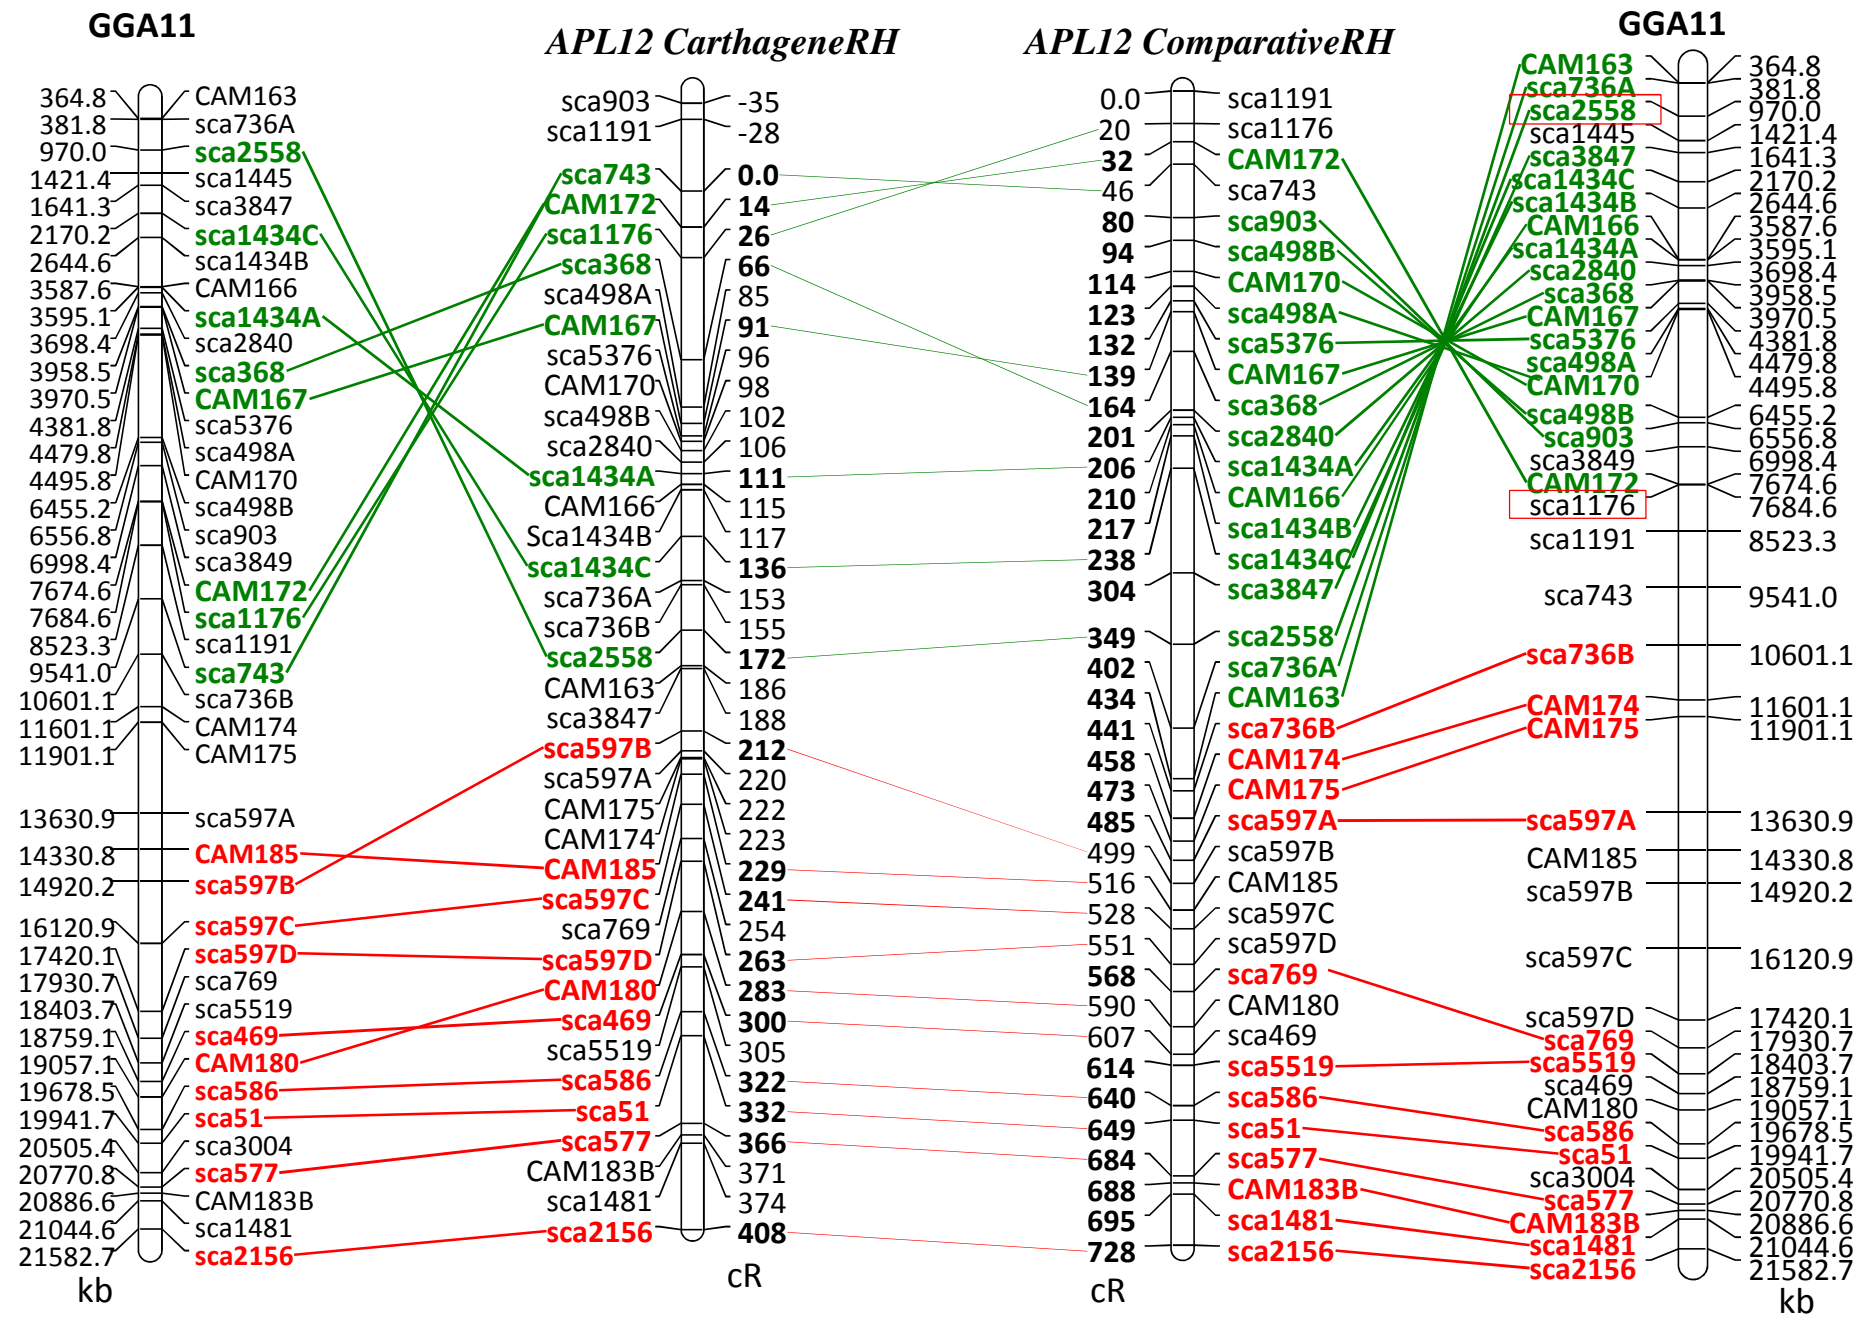 GGA11
364.8 CAM163
381.8 sca736A
970.0 sca2558
1421.4 sca1445
1641.3 sca3847
2170.2 sca1434C
2644.6 sca1434B
3587.6 CAM166
3595.1 sca1434A
3698.4 sca2840
3958.5 sca368
3970.5 CAM167
4381.8 sca5376
4479.8 sca498A
4495.8 CAM170
6455.2 sca498B
6556.8 sca903
6998.4 sca3849
7674.6 CAM172
7684.6 sca1176
8523.3 sca1191
9541.0 sca743
10601.1 sca736B
11601.1 CAM174
11901.1 CAM175
13630.9 sca597A
14330.8 CAM185
14920.2 sca597B
16120.9 sca597C
17420.1 sca597D
17930.7 sca769
18403.7 sca5519
18759.1 sca469
19057.1 CAM180
19678.5 sca586
19941.7 sca51
20505.4 sca3004
20770.8 sca577
20886.6 CAM183B
21044.6 sca1481
21582.7 sca2156
kb
APL12 CarthageneRH
sca903 -35
sca1191 -28
sca743 0.0
CAM172 14
sca1176 26
sca368 66
sca498A 85
CAM167 91
sca5376 96
CAM170 98
sca498B 102
sca2840 106
sca1434A 111
CAM166 115
Sca1434B 117
sca1434C 136
sca736A 153
sca736B 155
sca2558 172
CAM163 186
sca3847 188
sca597B 212
sca597A 220
CAM175 222
CAM174 223
CAM185 229
sca597C 241
sca769 254
sca597D 263
CAM180 283
sca469 300
sca5519 305
sca586 322
sca51 332
sca577 366
CAM183B 371
sca1481 374
sca2156 408
cR
APL12 ComparativeRH
0.0 sca1191
20 sca1176
32 CAM172
46 sca743
80 sca903
94 sca498B
114 CAM170
123 sca498A
132 sca5376
139 CAM167
164 sca368
201 sca2840
206 sca1434A
210 CAM166
217 sca1434B
238 sca1434C
304 sca3847
349 sca2558
402 sca736A
434 CAM163
441 sca736B
458 CAM174
473 CAM175
485 sca597A
499 sca597B
516 CAM185
528 sca597C
551 sca597D
568 sca769
590 CAM180
607 sca469
614 sca5519
640 sca586
649 sca51
684 sca577
688 CAM183B
695 sca1481
728 sca2156
cR
GGA11
CAM163 364.8
sca736A 381.8
sca2558 970.0
sca1445 1421.4
sca3847 1641.3
sca1434C 2170.2
sca1434B 2644.6
CAM166 3587.6
sca1434A 3595.1
sca2840 3698.4
sca368 3958.5
CAM167 3970.5
sca5376 4381.8
sca498A 4479.8
CAM170 4495.8
sca498B 6455.2
sca903 6556.8
sca3849 6998.4
CAM172 7674.6
sca1176 7684.6
sca1191 8523.3
sca743 9541.0
sca736B 10601.1
CAM174 11601.1
CAM175 11901.1
sca597A 13630.9
CAM185 14330.8
sca597B 14920.2
sca597C 16120.9
sca597D 17420.1
sca769 17930.7
sca5519 18403.7
sca469 18759.1
CAM180 19057.1
sca586 19678.5
sca51 19941.7
sca3004 20505.4
sca577 20770.8
CAM183B 20886.6
sca1481 21044.6
sca2156 21582.7
kb